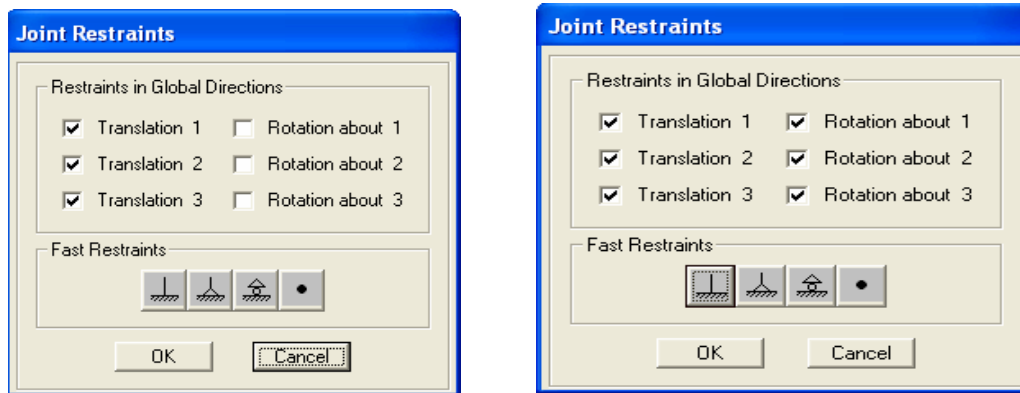 Joint Restraints
Restraints in Global Directions
Translation 1 Rotation about 1
Translation 2 Rotation about 2
Translation 3 Rotation about 3
Fast Restraints
OK Cancel
Joint Restraints
Restraints in Global Directions
Translation 1 Rotation about 1
Translation 2 Rotation about 2
Translation 3 Rotation about 3
Fast Restraints
OK Cancel